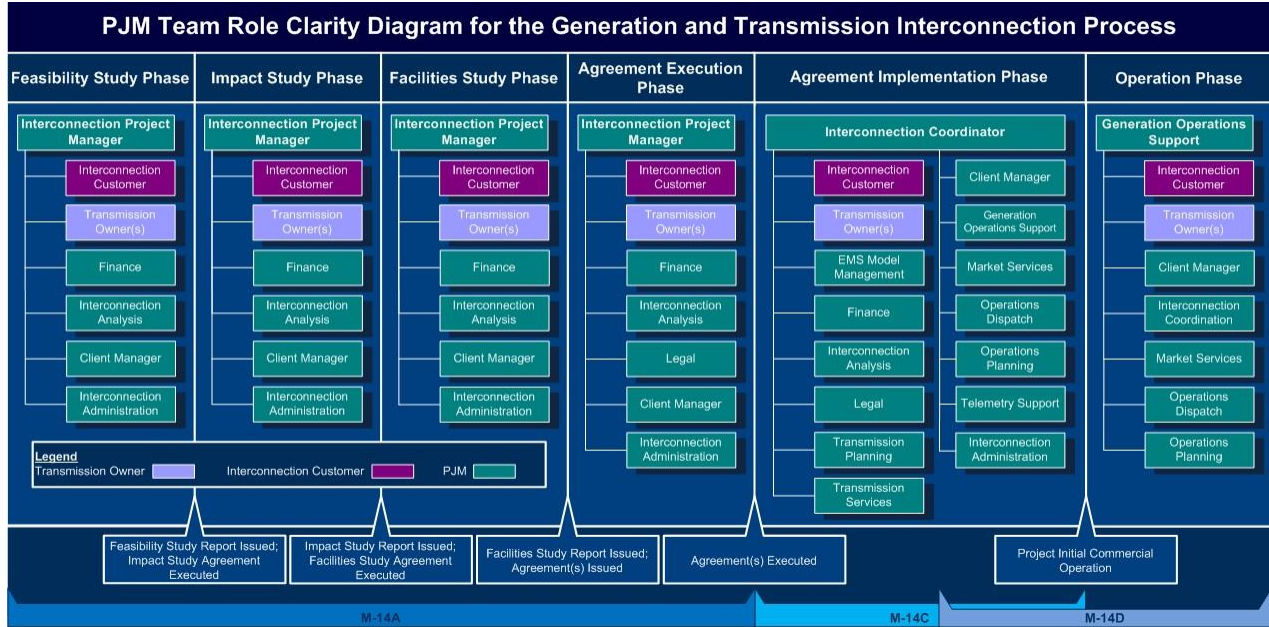 PJM Team Role Clarity Diagram for the Generation and Transmission Interconnection Process
Feasibility Study Phase
Impact Study Phase
Facilities Study Phase
Agreement Execution
Phase
Agreement Implementation Phase
Operation Phase
Interconnection Project
Manager
Interconnection
Customer
Transmission
Owner(s)
Finance
Interconnection
Analysis
Client Manager
Interconnection
Administration
Interconnection Project
Manager
Interconnection
Customer
Transmission
Owner(s)
Finance
Interconnection
Analysis
Client Manager
Interconnection
Administration
Interconnection Project
Manager
Interconnection
Customer
Transmission
Owner(s)
Finance
Interconnection
Analysis
Client Manager
Interconnection
Administration
Interconnection Project
Manager
Interconnection
Customer
Transmission
Owner(s)
Finance
Interconnection
Analysis
Legal
Client Manager
Interconnection
Administration
Interconnection Coordinator
Interconnection
Customer
Transmission
Owner(s)
EMS Model
Management
Finance
Interconnection
Analysis
Legal
Transmission
Planning
Transmission
Services
Client Manager
Generation
Operations Support
Market Services
Operations
Dispatch
Operations
Planning
Telemetry Support
Interconnection
Administration
Generation Operations
Support
Interconnection
Customer
Transmission
Owner(s)
Client Manager
Interconnection
Coordination
Market Services
Operations
Dispatch
Operations
Planning
Legend
Transmission Owner
Interconnection Customer
PJM
Feasibility Study Report Issued;
Impact Study Agreement
Executed
Impact Study Report Issued;
Facilities Study Agreement
Executed
Facilities Study Report Issued;
Agreement(s) Issued
Agreement(s) Executed
Project Initial Commercial
Operation
M-14A
M-14C
M-14D